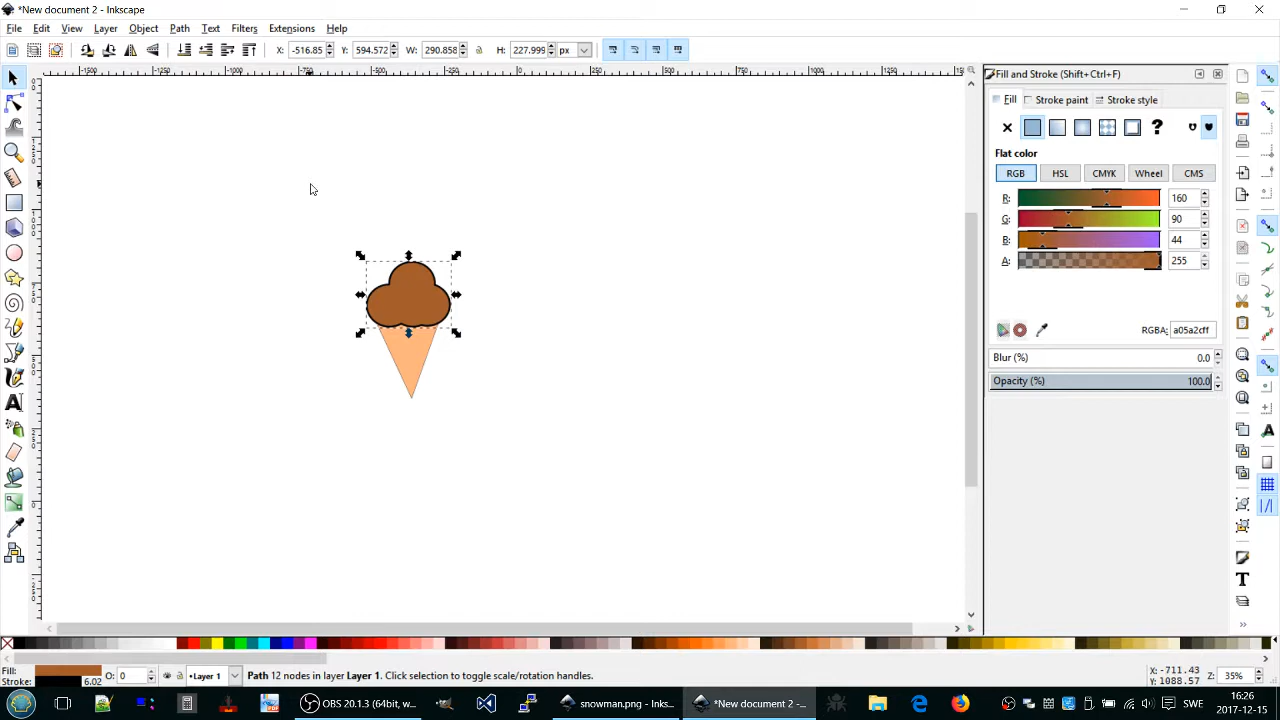 *New document 2 - Inkscape
File Edit View Layer Object Path Text Filters Extensions Help
X: -516.85 Y: 594.572 W: 290.858 H: 227.999 px
Fill and Stroke (Shift+Ctrl+F)
Fill Stroke paint Stroke style
?
Flat color
RGB HSL CMYK Wheel CMS
R: 160
G: 90
B: 44
A: 255
RGBA: a05a2cff
Blur (%) 0.0
Opacity (%) 100.0
Fill: O: 0 •Layer 1 Path 12 nodes in layer Layer 1. Click selection to toggle scale/rotation handles. X: -711.43
Stroke: 6.02 Y: 1088.57 Z: 35%
OBS 20.1.3 (64bit, w... snowman.png - Inks... *New document 2 -... SWE 16:26
2017-12-15